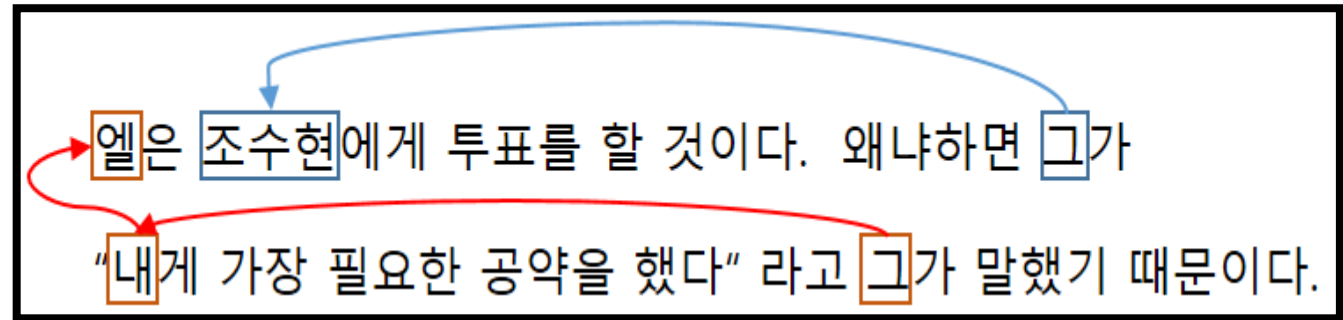 엘은 조수현에게 투표를 할 것이다. 왜냐하면 그가
"내게 가장 필요한 공약을 했다" 라고 그가 말했기 때문이다.